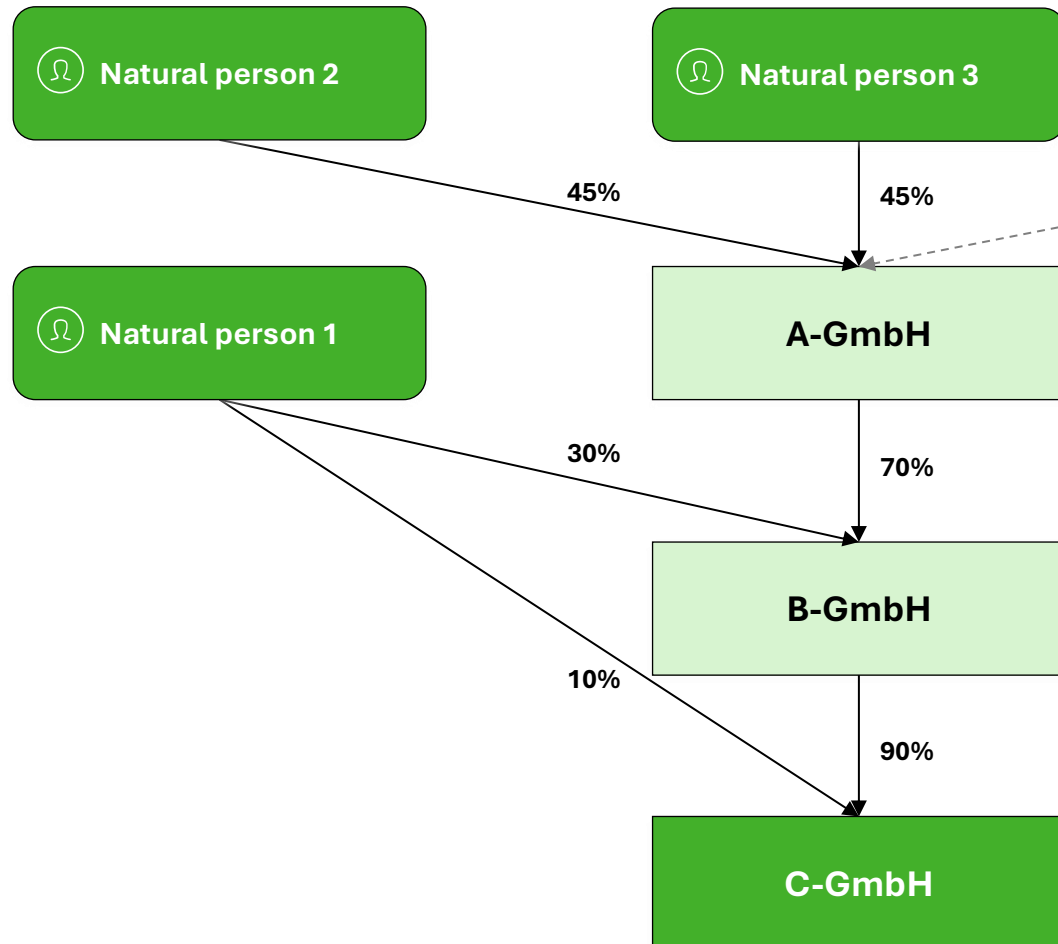 Natural person 2
Natural person 3
45%
45%
Natural person 1
A-GmbH
30%
70%
B-GmbH
10%
90%
C-GmbH